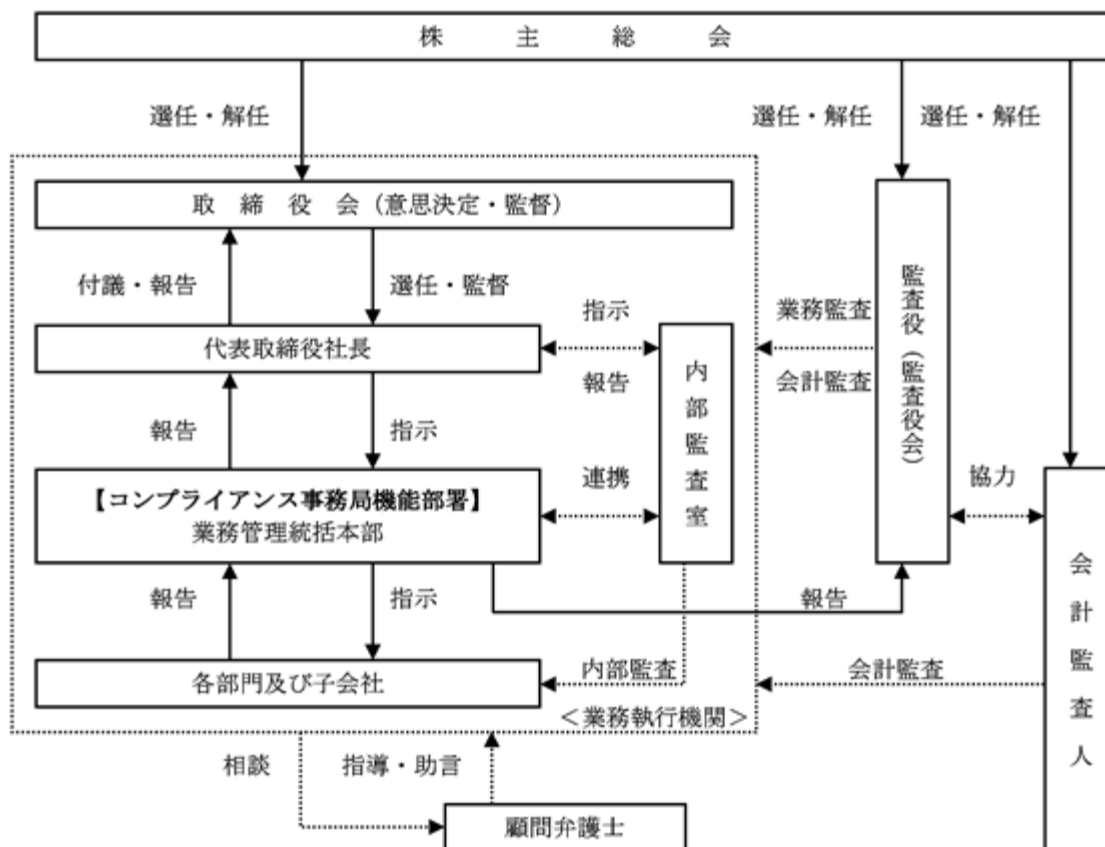 株主総会
選任・解任
選任・解任
選任・解任
取締役会（意思決定・監督）
付議・報告
選任・監督
代表取締役社長
指示
報告
内部監査室
業務監査
会計監査
監査役（監査役会）
報告
指示
【コンプライアンス事務局機能部署】
業務管理統括本部
連携
協力
会計監査人
報告
指示
報告
各部門及び子会社
内部監査
会計監査
＜業務執行機関＞
相談
指導・助言
顧問弁護士